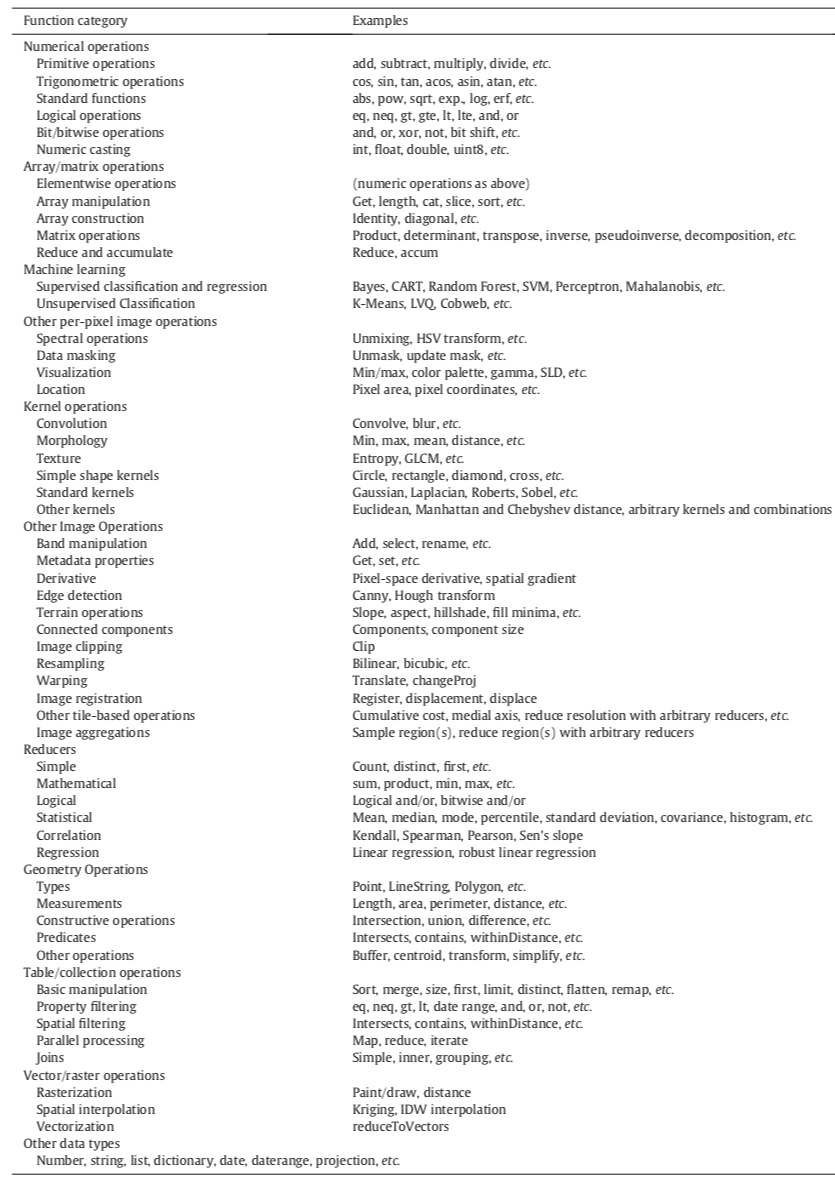 Function category Examples
Numerical operations
Primitive operations add, subtract, multiply, divide, etc.
Trigonometric operations cos, sin, tan, acos, asin, atan, etc.
Standard functions abs, pow, sqrt, exp., log, erf, etc.
Logical operations eq, neq, gt, gte, lt, lte, and, or
Bit/bitwise operations and, or, xor, not, bit shift, etc.
Numeric casting int, float, double, uint8, etc.
Array/matrix operations
Elementwise operations (numeric operations as above)
Array manipulation Get, length, cat, slice, sort, etc.
Array construction Identity, diagonal, etc.
Matrix operations Product, determinant, transpose, inverse, pseudoinverse, decomposition, etc.
Reduce and accumulate Reduce, accum
Machine learning
Supervised classification and regression Bayes, CART, Random Forest, SVM, Perceptron, Mahalanobis, etc.
Unsupervised Classification K-Means, LVQ, Cobweb, etc.
Other per-pixel image operations
Spectral operations Unmixing, HSV transform, etc.
Data masking Unmask, update mask, etc.
Visualization Min/max, color palette, gamma, SLD, etc.
Location Pixel area, pixel coordinates, etc.
Kernel operations
Convolution Convolve, blur, etc.
Morphology Min, max, mean, distance, etc.
Texture Entropy, GLCM, etc.
Simple shape kernels Circle, rectangle, diamond, cross, etc.
Standard kernels Gaussian, Laplacian, Roberts, Sobel, etc.
Other kernels Euclidean, Manhattan and Chebyshev distance, arbitrary kernels and combinations
Other Image Operations
Band manipulation Add, select, rename, etc.
Metadata properties Get, set, etc.
Derivative Pixel-space derivative, spatial gradient
Edge detection Canny, Hough transform
Terrain operations Slope, aspect, hillshade, fill minima, etc.
Connected components Components, component size
Image clipping Clip
Resampling Bilinear, bicubic, etc.
Warping Translate, changeProj
Image registration Register, displacement, displace
Other tile-based operations Cumulative cost, medial axis, reduce resolution with arbitrary reducers, etc.
Image aggregations Sample region(s), reduce region(s) with arbitrary reducers
Reducers
Simple Count, distinct, first, etc.
Mathematical sum, product, min, max, etc.
Logical Logical and/or, bitwise and/or
Statistical Mean, median, mode, percentile, standard deviation, covariance, histogram, etc.
Correlation Kendall, Spearman, Pearson, Sen's slope
Regression Linear regression, robust linear regression
Geometry Operations
Types Point, LineString, Polygon, etc.
Measurements Length, area, perimeter, distance, etc.
Constructive operations Intersection, union, difference, etc.
Predicates Intersects, contains, withinDistance, etc.
Other operations Buffer, centroid, transform, simplify, etc.
Table/collection operations
Basic manipulation Sort, merge, size, first, limit, distinct, flatten, remap, etc.
Property filtering eq, neq, gt, lt, date range, and, or, not, etc.
Spatial filtering Intersects, contains, withinDistance, etc.
Parallel processing Map, reduce, iterate
Joins Simple, inner, grouping, etc.
Vector/raster operations
Rasterization Paint/draw, distance
Spatial interpolation Kriging, IDW interpolation
Vectorization reduceToVectors
Other data types
Number, string, list, dictionary, date, daterange, projection, etc.